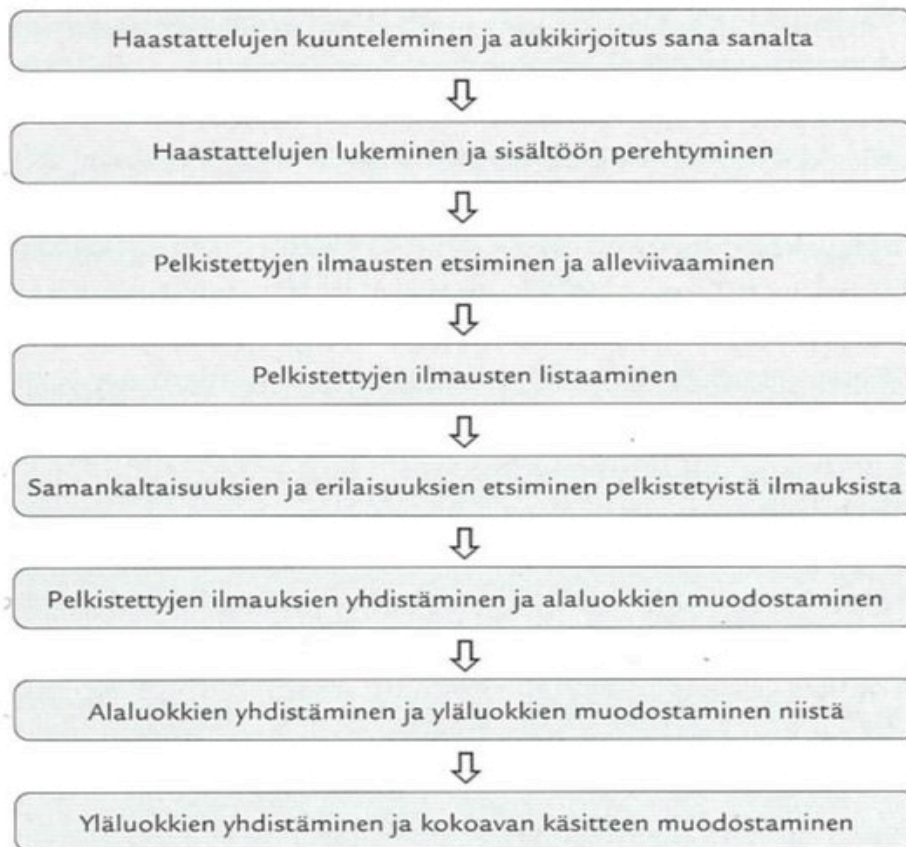 Haastattelujen kuunteleminen ja aukikirjoitus sana sanalta
Haastattelujen lukeminen ja sisältöön perehtyminen
Pelkistettyjen ilmausten etsiminen ja alleviivaaminen
Pelkistettyjen ilmausten listaaminen
Samankaltaisuuksien ja erilaisuuksien etsiminen pelkistetyistä ilmauksista
Pelkistettyjen ilmauksien yhdistäminen ja alaluokkien muodostaminen
Alaluokkien yhdistäminen ja yläluokkien muodostaminen niistä
Yläluokkien yhdistäminen ja kokoavan käsitteen muodostaminen